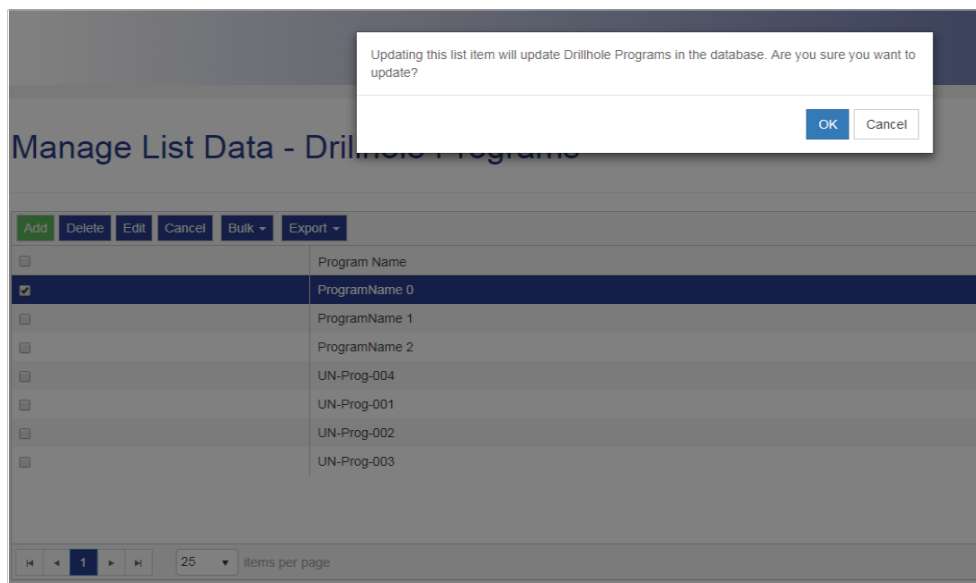 Updating this list item will update Drillhole Programs in the database. Are you sure you want to
update?
OK Cancel
Manage List Data - Drillhole Programs
Add Delete Edit Cancel Bulk Export
Program Name
ProgramName 0
ProgramName 1
ProgramName 2
UN-Prog-004
UN-Prog-001
UN-Prog-002
UN-Prog-003
1 25 items per page